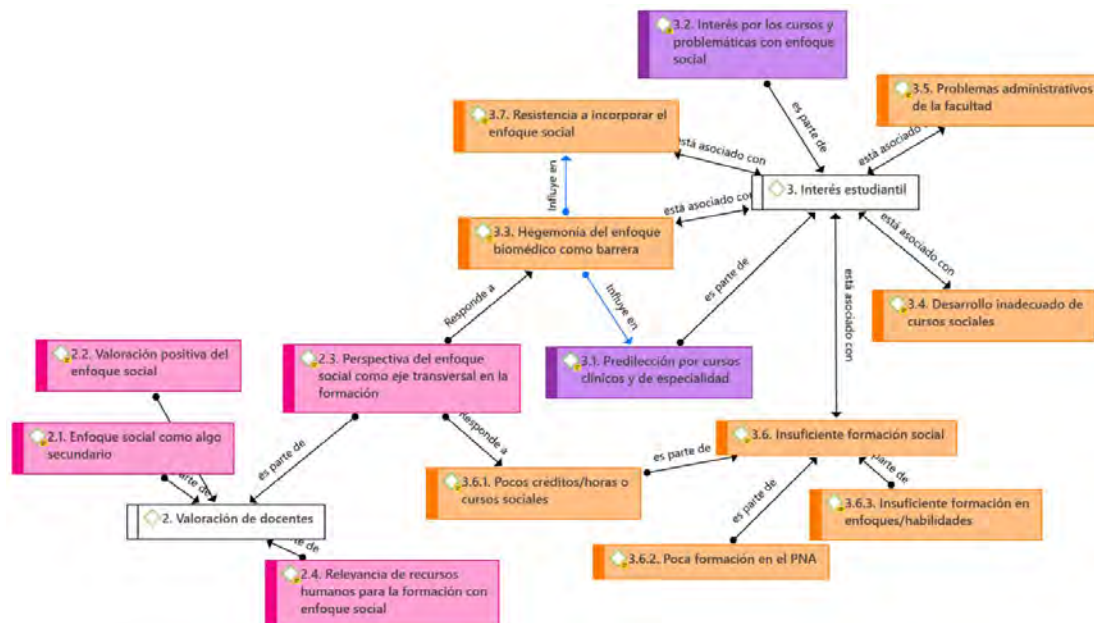 3.2. Interés por los cursos y
problemáticas con enfoque
social
es parte de
3.5. Problemas administrativos
de la facultad
está asociado
3.7. Resistencia a incorporar el
enfoque social
está asociado con
3. Interés estudiantil
Influye en
está asociado con
3.3. Hegemonía del enfoque
biomédico como barrera
está asociado con
es parte de
está asociado con
3.4. Desarrollo inadecuado de
cursos sociales
Responde a
Influye en
2.2. Valoración positiva del
enfoque social
2.3. Perspectiva del enfoque
social como eje transversal en la
formación
3.1. Predilección por cursos
clínicos y de especialidad
2.1. Enfoque social como algo
secundario
Responde a
3.6. Insuficiente formación social
es parte de
es parte de
parte de
3.6.1. Pocos créditos/horas o
cursos sociales
es parte de
parte de
3.6.3. Insuficiente formación en
enfoques/habilidades
2. Valoración de docentes
parte de
3.6.2. Poca formación en el PNA
2.4. Relevancia de recursos
humanos para la formación con
enfoque social